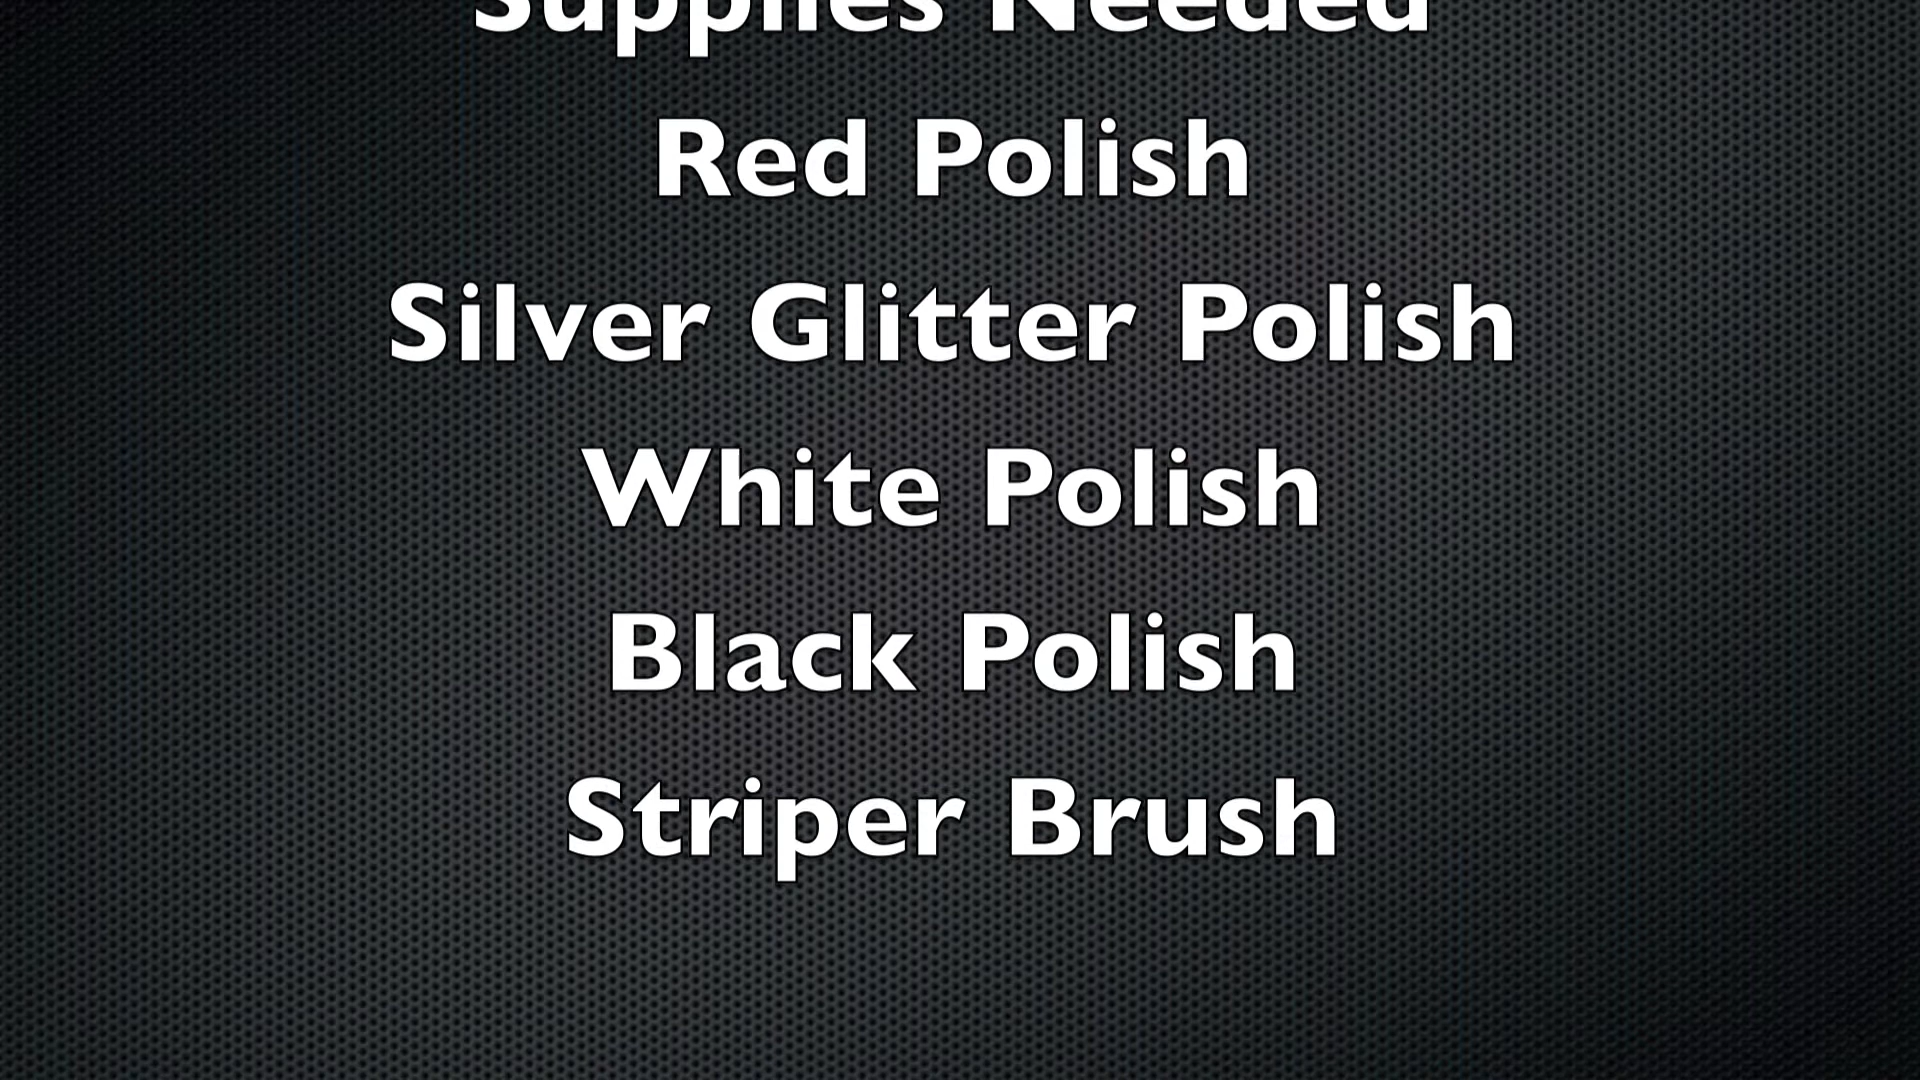 Supplies Needed
Red Polish
Silver Glitter Polish
White Polish
Black Polish
Striper Brush